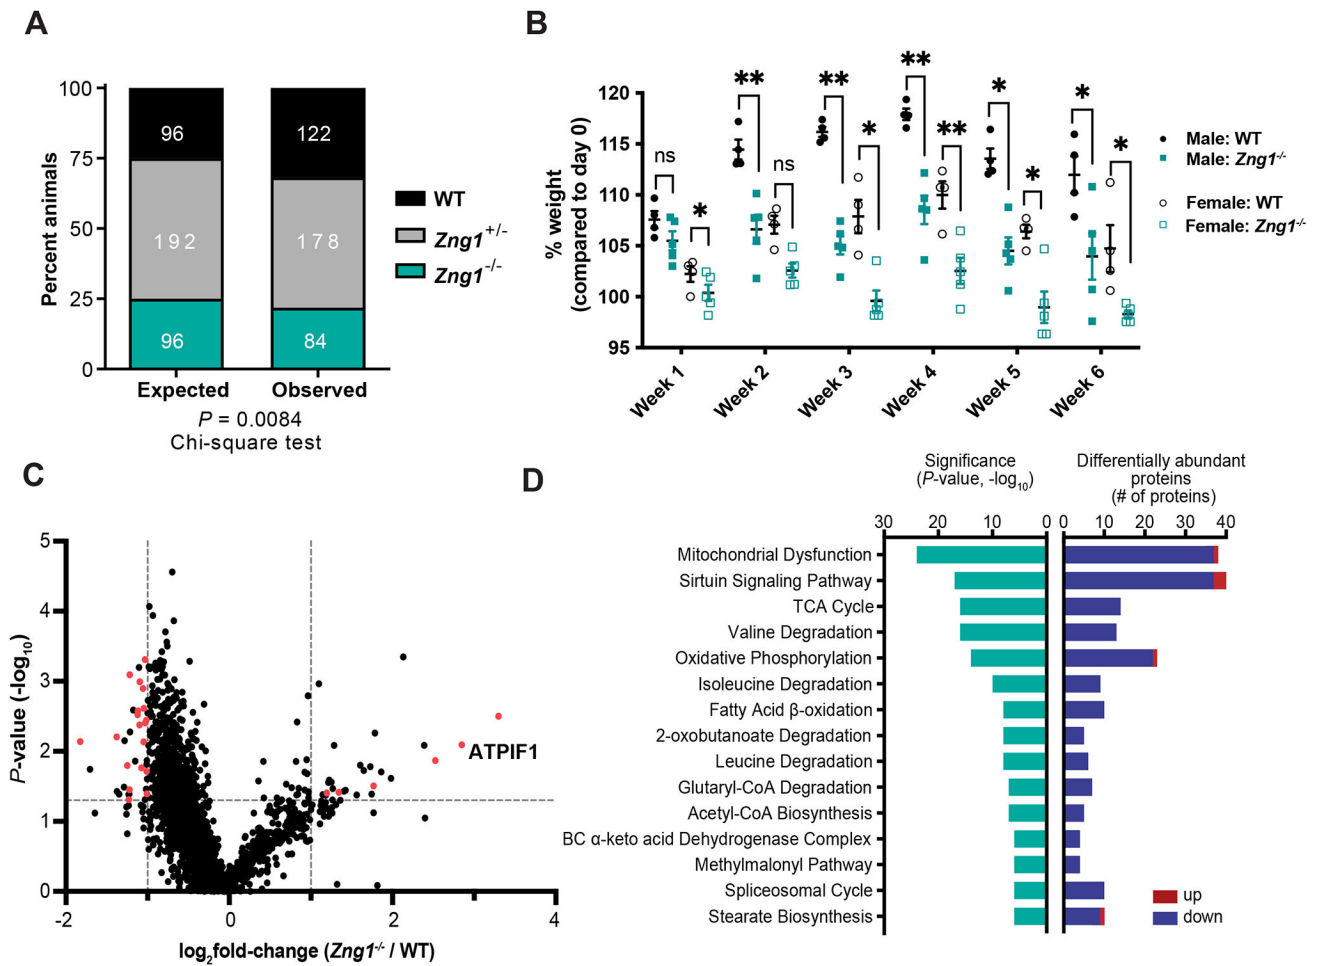 A
100
75
50
25
0
Percent animals
96
192
96
122
178
84
Expected
Observed
P = 0.0084
Chi-square test
WT
Zng1+/-
Zng1-/-
B
% weight
(compared to day 0)
120
115
110
105
100
95
ns
*
**
ns
**
*
**
**
*
*
*
*
Week 1
Week 2
Week 3
Week 4
Week 5
Week 6
Male: WT
Male: Zng1-/-
Female: WT
Female: Zng1-/-
C
P-value (-log10)
5
4
3
2
1
0
-2
0
2
4
ATPIF1
log2fold-change (Zng1-/- / WT)
D
Significance
(P-value, -log10)
Differentially abundant
proteins
(# of proteins)
30
20
10
0
0
10
20
30
40
Mitochondrial Dysfunction
Sirtuin Signaling Pathway
TCA Cycle
Valine Degradation
Oxidative Phosphorylation
Isoleucine Degradation
Fatty Acid β-oxidation
2-oxobutanoate Degradation
Leucine Degradation
Glutaryl-CoA Degradation
Acetyl-CoA Biosynthesis
BC α-keto acid Dehydrogenase Complex
Methylmalonyl Pathway
Spliceosomal Cycle
Stearate Biosynthesis
up
down